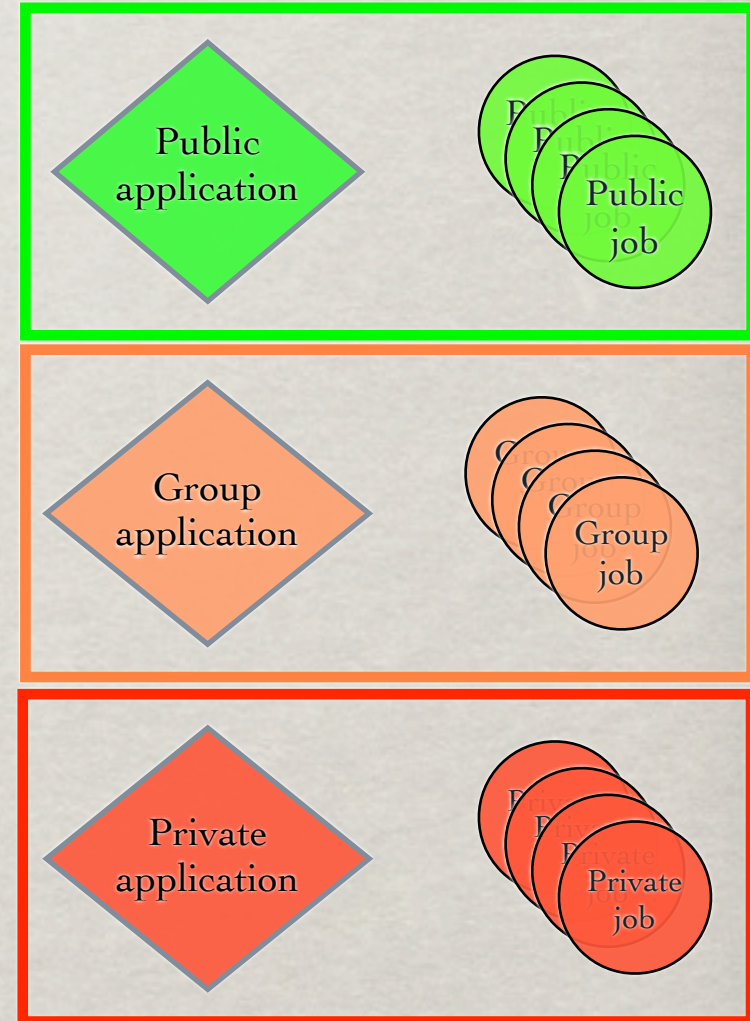 Public
application
Public
job
Group
application
Group
job
Private
application
Private
job